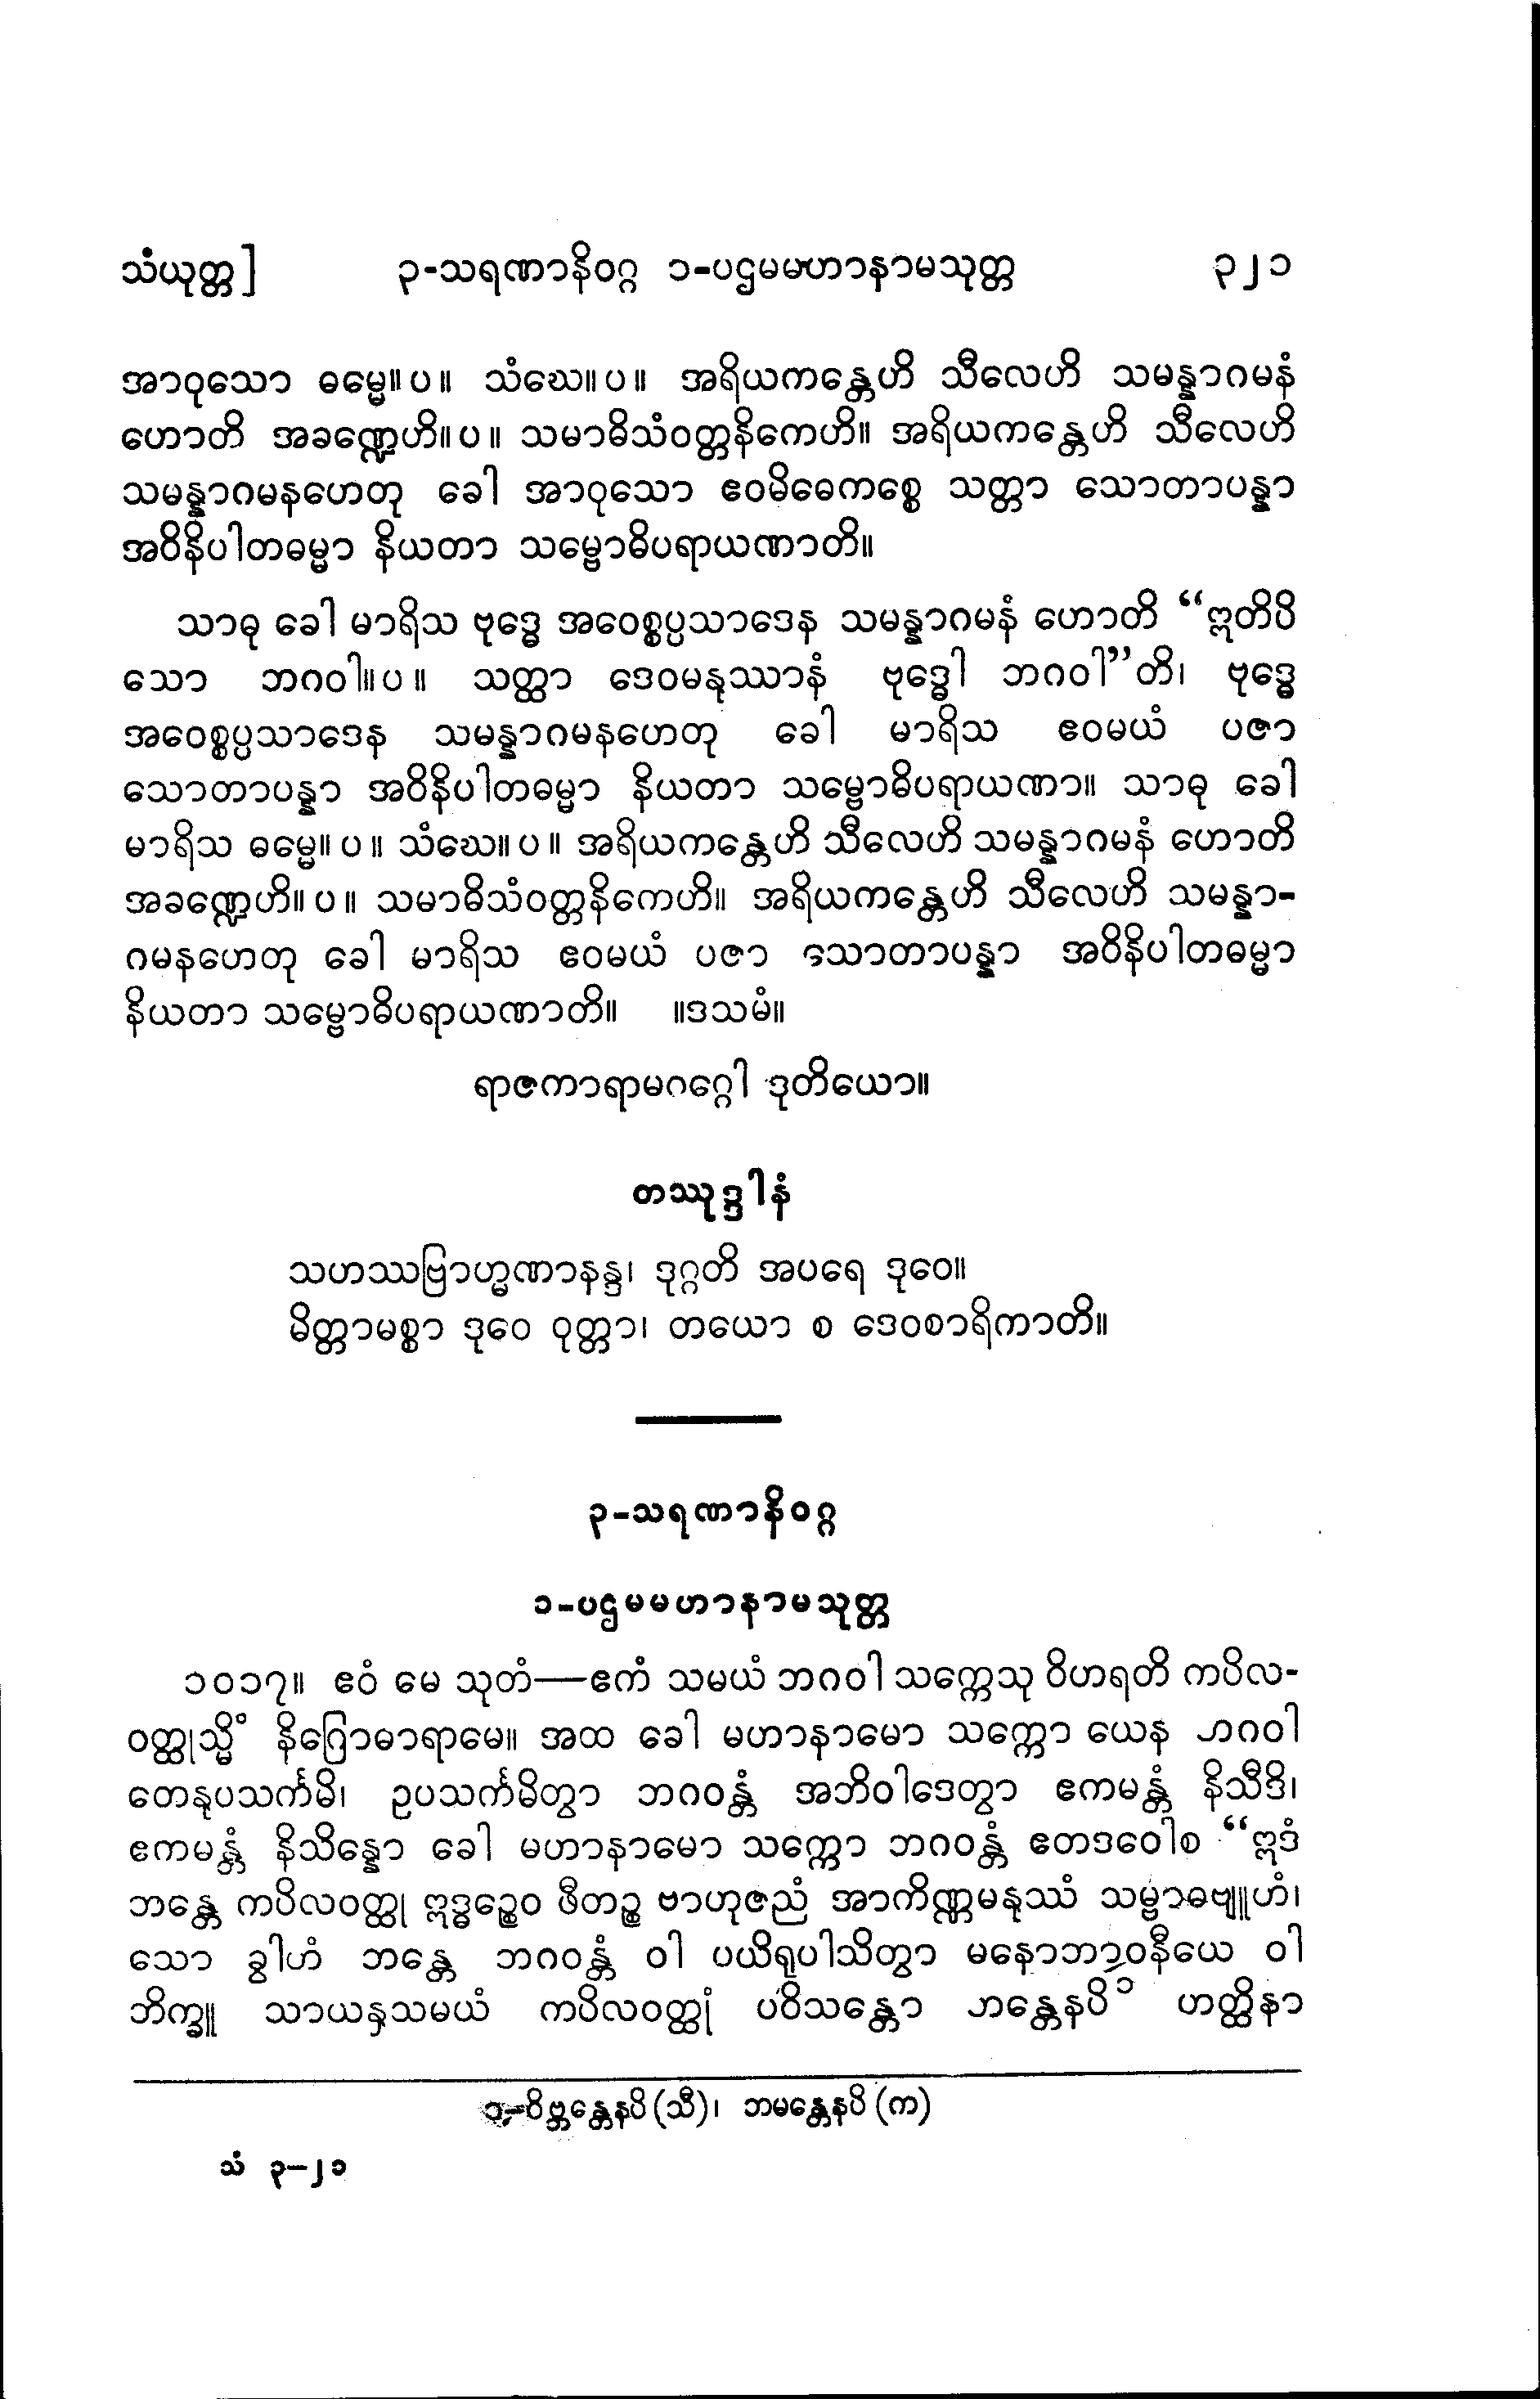 သံယုတ္တ] ၃-သရဏာနိဝဂ္ဂ ၁-ပဌမမဟာနာမသုတ္တ ၃၂၁
အာဝုသော ဓမ္မေ။ပ။ သံဃေ။ပ။ အရိယကန္တေဟိ သီလေဟိ သမန္နာဂမနံ
ဟောတိ အခဏ္ဍေဟိ။ပ။ သမာဓိသံဝတ္တနိကေဟိ။ အရိယကန္တေဟိ သီလေဟိ
သမန္နာဂမနဟေတု ခေါ အာဝုသော ဧဝမိဓေကစ္စေ သတ္တာ သောတာပန္နာ
အဝိနိပါတဓမ္မာ နိယတာ သမ္ဗောဓိပရာယဏာတိ။
သာဓု ခေါ မာရိသ ဗုဒ္ဓေ အဝေစ္စပ္ပသာဒေန သမန္နာဂမနံ ဟောတိ “ဣတိပိ
သော ဘဂဝါ။ပ။ သတ္ထာ ဒေဝမနုဿာနံ ဗုဒ္ဓေါ ဘဂဝါ”တိ၊ ဗုဒ္ဓေ
အဝေစ္စပ္ပသာဒေန သမန္နာဂမနဟေတု ခေါ မာရိသ ဧဝမယံ ပဇာ
သောတာပန္နာ အဝိနိပါတဓမ္မာ နိယတာ သမ္ဗောဓိပရာယဏာ။ သာဓု ခေါ
မာရိသ ဓမ္မေ။ပ။ သံဃေ။ပ။ အရိယကန္တေဟိ သီလေဟိ သမန္နာဂမနံ ဟောတိ
အခဏ္ဍေဟိ။ပ။ သမာဓိသံဝတ္တနိကေဟိ။ အရိယကန္တေဟိ သီလေဟိ သမန္နာ-
ဂမနဟေတု ခေါ မာရိသ ဧဝမယံ ပဇာ သောတာပန္နာ အဝိနိပါတဓမ္မာ
နိယတာ သမ္ဗောဓိပရာယဏာတိ။ ။ဒသမံ။
ရာဇကာရာမဂဂ္ဂေါ ဒုတိယော။
တဿုဒ္ဒါနံ
သဟဿဗြာဟ္မဏာနန္ဒ၊ ဒုဂ္ဂတိ အပရေ ဒုဝေ။
မိတ္တာမစ္စာ ဒုဝေ ဝုတ္တာ၊ တယော စ ဒေဝစာရိကာတိ။
၃-သရဏာနိဝဂ္ဂ
၁-ပဌမမဟာနာမသုတ္တ
၁၀၁၇။ ဧဝံ မေ သုတံ—ဧကံ သမယံ ဘဂဝါ သက္ကေသု ဝိဟရတိ ကပိလ-
ဝတ္ထုသ္မိံ နိဂြောဓာရာမေ။ အထ ခေါ မဟာနာမော သက္ကော ယေန ဘဂဝါ
တေနုပသင်္ကမိ၊ ဥပသင်္ကမိတွာ ဘဂဝန္တံ အဘိဝါဒေတွာ ဧကမန္တံ နိသီဒိ၊
ဧကမန္တံ နိသိန္နော ခေါ မဟာနာမော သက္ကော ဘဂဝန္တံ ဧတဒဝေါစ “ဣဒံ
ဘန္တေ ကပိလဝတ္ထု ဣဒ္ဓဉ္စေဝ ဖီတဉ္စ ဗာဟုဇညံ အာကိဏ္ဏမနုဿံ သမ္ဗာဓဗျူဟံ၊
သော ခွါဟံ ဘန္တေ ဘဂဝန္တံ ဝါ ပယိရုပါသိတွာ မနောဘာဝနီယေ ဝါ
ဘိက္ခူ သာယနှသမယံ ကပိလဝတ္ထုံ ပဝိသန္တော ဘန္တေနပိ၁ ဟတ္ထိနာ
၁-ဝိဗ္ဘန္တေနပိ (သီ)၊ ဘမန္တေနပိ (က)
သံ ၃—၂၁